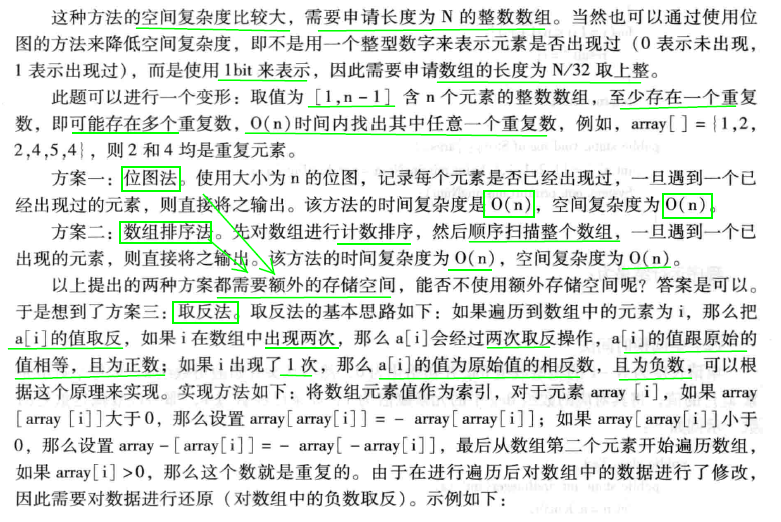 这种方法的空间复杂度比较大，需要申请长度为 N 的整数数组。当然也可以通过使用位
图的方法来降低空间复杂度，即不是用一个整型数字来表示元素是否出现过（0 表示未出现，
1 表示出现过），而是使用 1bit 来表示，因此需要申请数组的长度为 N/32 取上整。
此题可以进行一个变形：取值为 [1,n－1] 含 n 个元素的整数数组，至少存在一个重复
数，即可能存在多个重复数，O(n)时间内找出其中任意一个重复数，例如，array[ ]＝{1,2,
2,4,5,4}，则 2 和 4 均是重复元素。
方案一：位图法。使用大小为 n 的位图，记录每个元素是否已经出现过，一旦遇到一个已
经出现过的元素，则直接将之输出。该方法的时间复杂度是 O(n)，空间复杂度为 O(n)。
方案二：数组排序法。先对数组进行计数排序，然后顺序扫描整个数组，一旦遇到一个已
出现的元素，则直接将之输出。该方法的时间复杂度为 O(n)，空间复杂度为 O(n)。
以上提出的两种方案都需要额外的存储空间，能否不使用额外存储空间呢？答案是可以。
于是想到了方案三：取反法。取反法的基本思路如下：如果遍历到数组中的元素为 i，那么把
a[i]的值取反，如果 i 在数组中出现两次，那么 a[i]会经过两次取反操作，a[i]的值跟原始的
值相等，且为正数；如果 i 出现了 1 次，那么 a[i]的值为原始值的相反数，且为负数，可以根
据这个原理来实现。实现方法如下：将数组元素值作为索引，对于元素 array [i]，如果 array
[array [i]]大于 0，那么设置 array[array[i]]＝－array[array[i]]；如果 array[array[i]]小于
0，那么设置 array－[array[i]]＝－array[－array[i]]，最后从数组第二个元素开始遍历数组，
如果 array[i]>0，那么这个数就是重复的。由于在进行遍历后对数组中的数据进行了修改，
因此需要对数据进行还原（对数组中的负数取反）。示例如下：